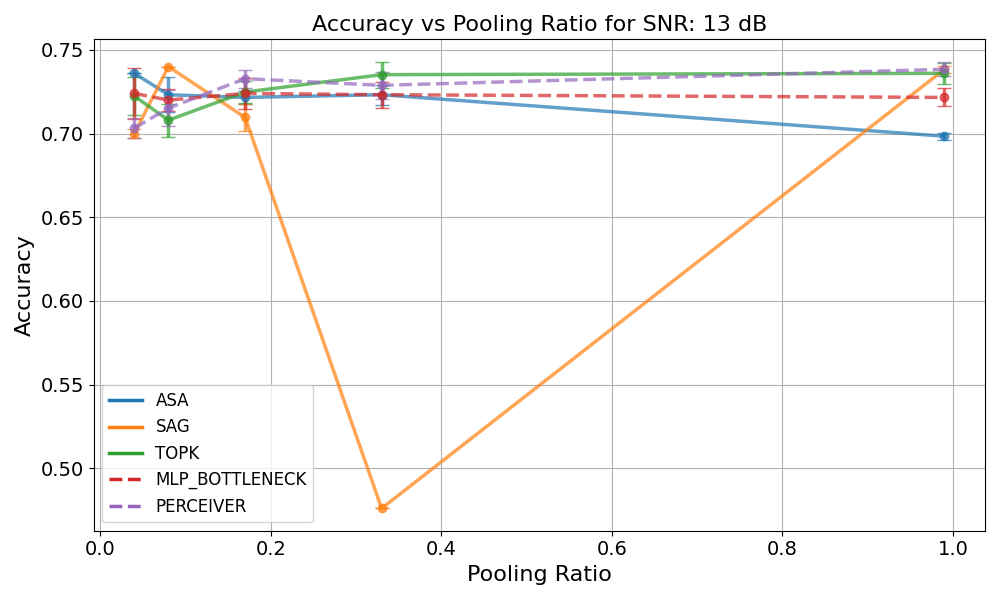 Accuracy vs Pooling Ratio for SNR: 13 dB
Accuracy
0.75
0.70
0.65
0.60
0.55
0.50
ASA
SAG
TOPK
MLP_BOTTLENECK
PERCEIVER
0.0 0.2 0.4 0.6 0.8 1.0
Pooling Ratio